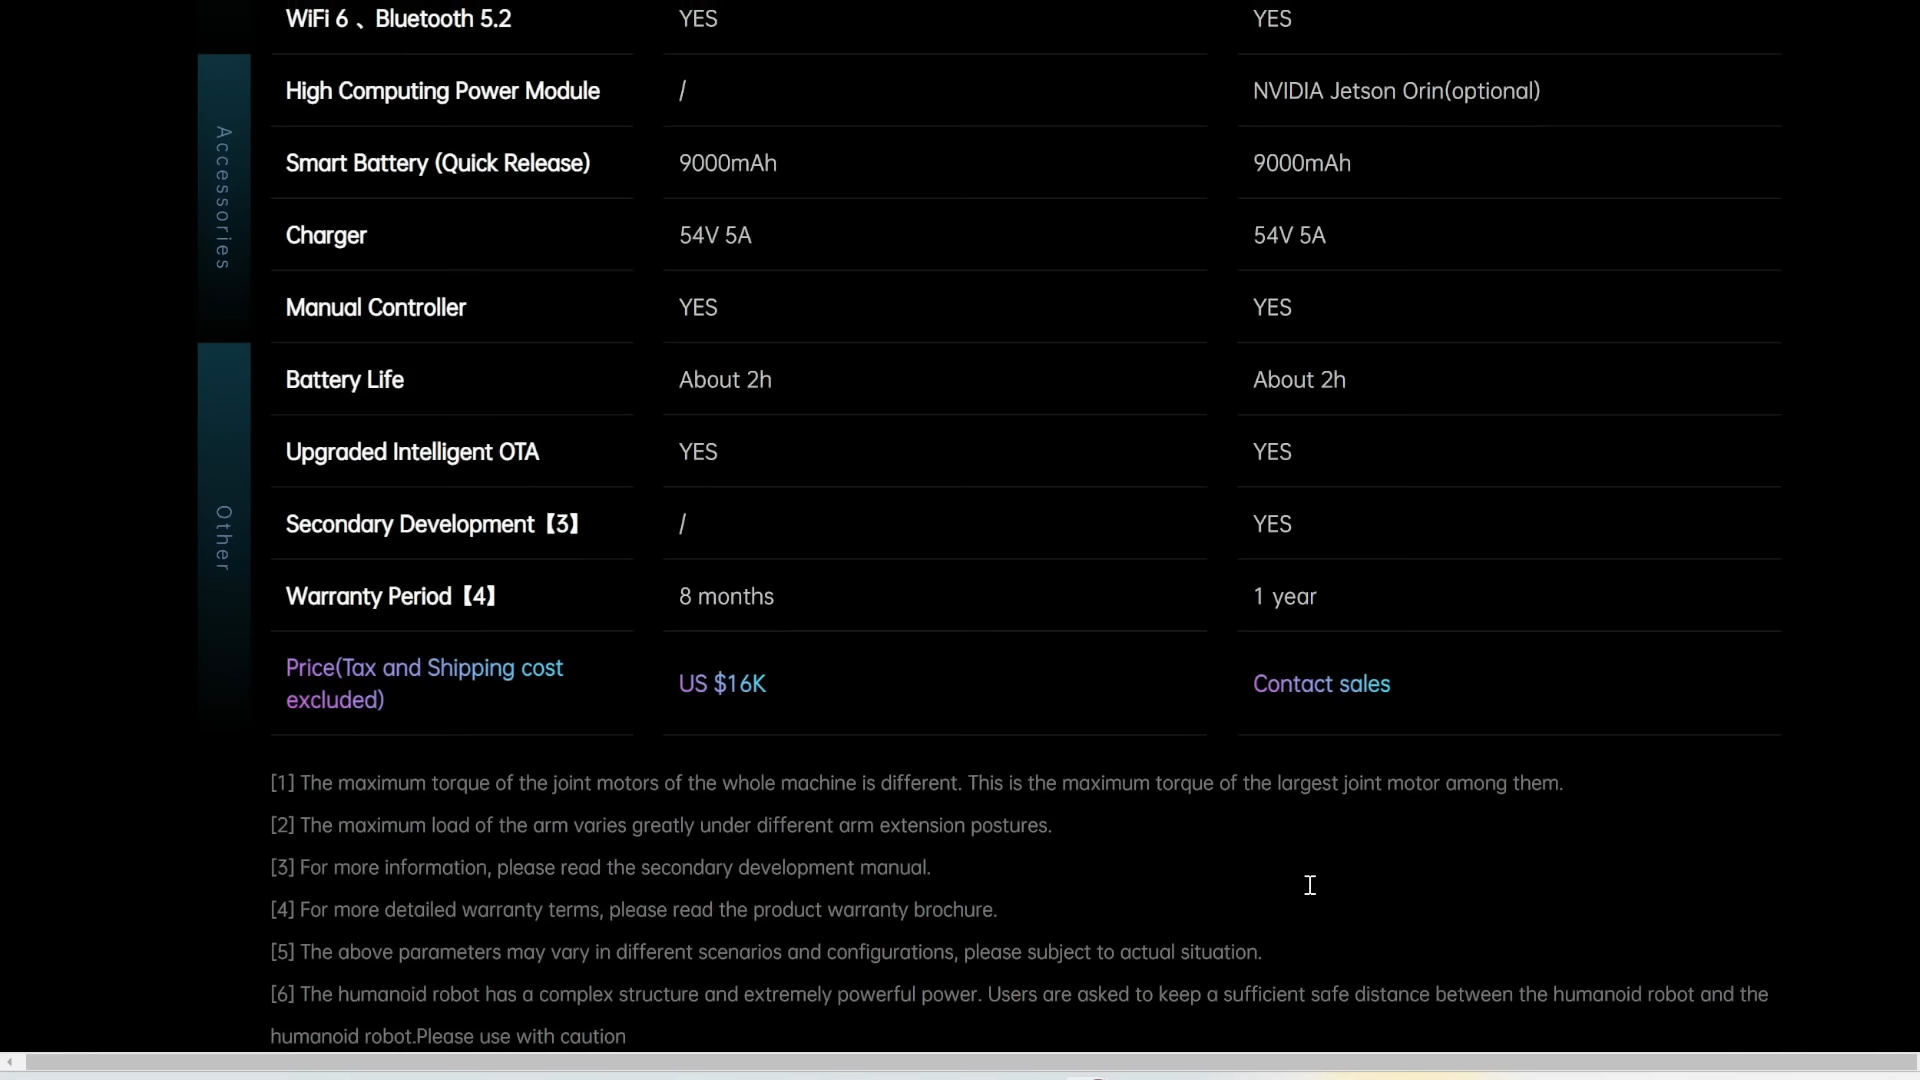 WiFi 6 、Bluetooth 5.2 YES YES
Accessories
High Computing Power Module / NVIDIA Jetson Orin(optional)
Smart Battery (Quick Release) 9000mAh 9000mAh
Charger 54V 5A 54V 5A
Manual Controller YES YES
Other
Battery Life About 2h About 2h
Upgraded Intelligent OTA YES YES
Secondary Development【3】 / YES
Warranty Period【4】 8 months 1 year
Price(Tax and Shipping cost
excluded) US $16K Contact sales
[1] The maximum torque of the joint motors of the whole machine is different. This is the maximum torque of the largest joint motor among them.
[2] The maximum load of the arm varies greatly under different arm extension postures.
[3] For more information, please read the secondary development manual.
[4] For more detailed warranty terms, please read the product warranty brochure.
[5] The above parameters may vary in different scenarios and configurations, please subject to actual situation.
[6] The humanoid robot has a complex structure and extremely powerful power. Users are asked to keep a sufficient safe distance between the humanoid robot and the
humanoid robot.Please use with caution